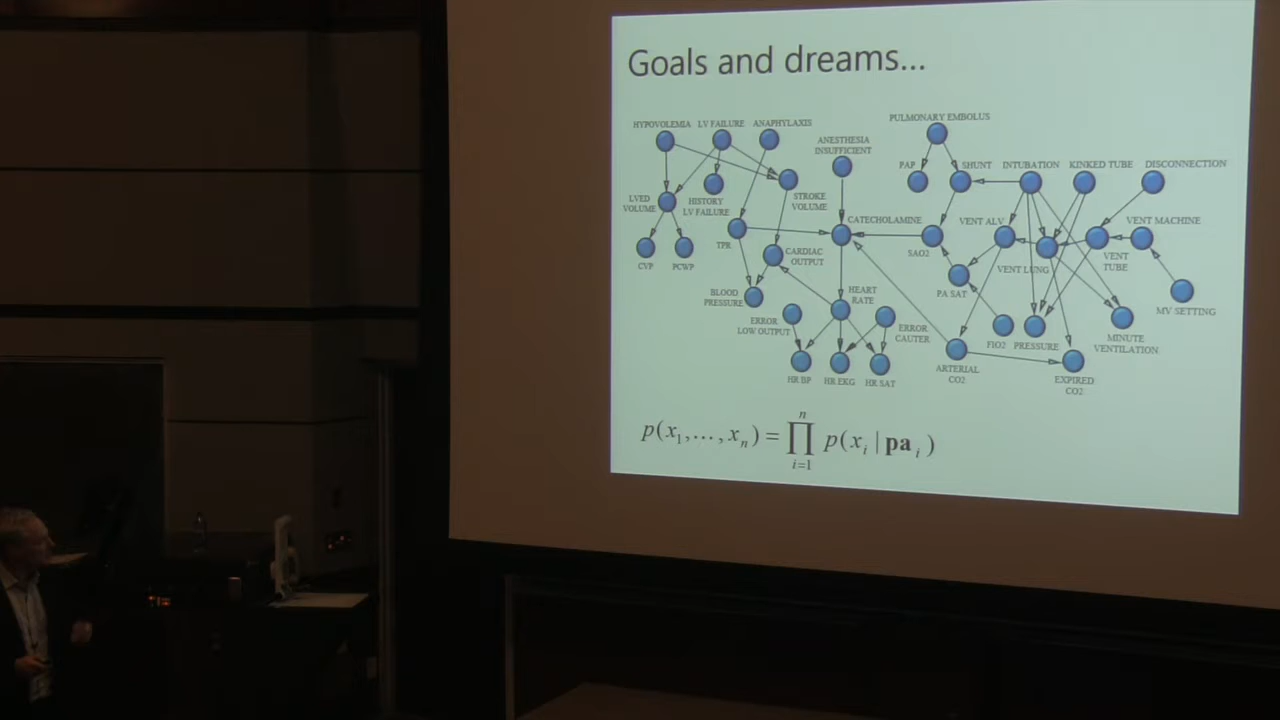 Goals and dreams...
HYPOVOLEMIA
LV FAILURE
ANAPHYLAXIS
ANESTHESIA
INSUFFICIENT
PULMONARY EMBOLUS
PAP
SHUNT
INTUBATION
KINKED TUBE
DISCONNECTION
LVED
VOLUME
HISTORY
LV FAILURE
STROKE
VOLUME
CATECHOLAMINE
VENT ALV
VENT MACHINE
TPR
CARDIAC
OUTPUT
SAO2
VENT LUNG
VENT
TUBE
CVP
PCWP
PA SAT
BLOOD
PRESSURE
HEART
RATE
MV SETTING
ERROR
LOW OUTPUT
ERROR
CAUTER
FIO2
PRESSURE
MINUTE
VENTILATION
HR BP
HR EKG
HR SAT
ARTERIAL
CO2
EXPIRED
CO2
p(x₁,…,xₙ) = ∏ᵢ₌₁ⁿ p(xᵢ | paᵢ)